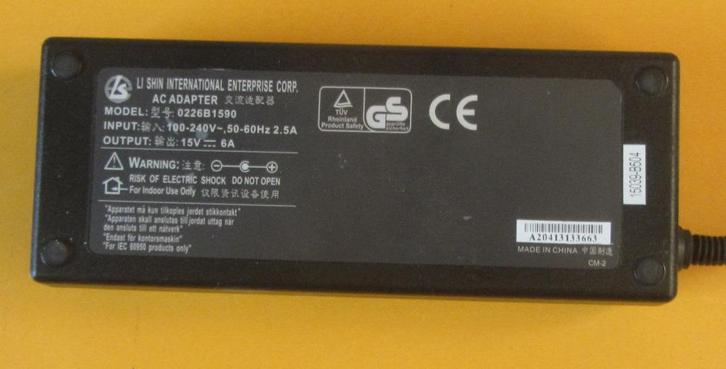 LS LI SHIN INTERNATIONAL ENTERPRISE CORP.
AC ADAPTER 交流适配器
MODEL: 型号: 0226B1590
INPUT: 输入: 100-240V~, 50-60Hz 2.5A
OUTPUT: 输出: 15V ⎓ 6A
WARNING: 注意:
RISK OF ELECTRIC SHOCK DO NOT OPEN
For Indoor Use Only 仅限资讯设备使用
"Apparatet må kun tilkoples jordet stikkontakt"
"Apparaten skall anslutas till jordat uttag när
den ansluts till ett nätverk"
"Endast för kontorsmaskin"
"For IEC 60950 products only"
TÜV
Rheinland
Product Safety
GS
geprüfte
Sicherheit
CE
15039-B504
A20413133663
MADE IN CHINA 中国制造
CM-2